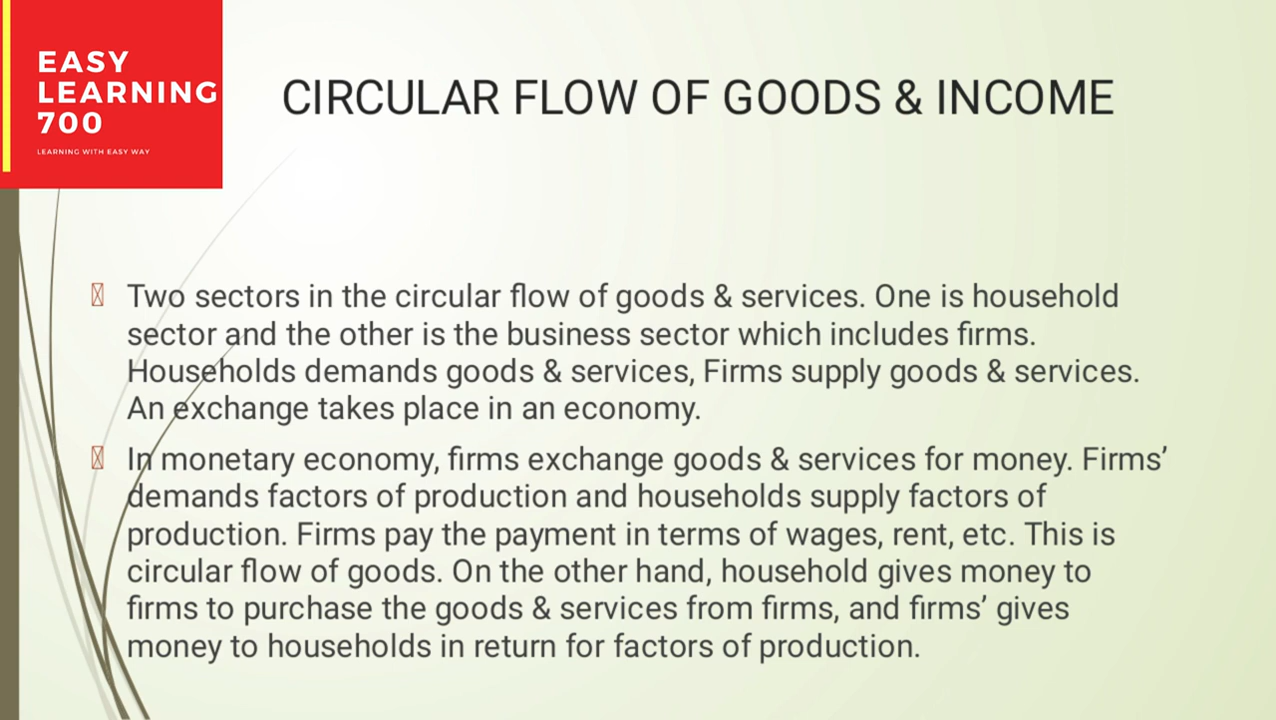 EASY
LEARNING
700
LEARNING WITH EASY WAY
CIRCULAR FLOW OF GOODS & INCOME
Two sectors in the circular flow of goods & services. One is household
sector and the other is the business sector which includes firms.
Households demands goods & services, Firms supply goods & services.
An exchange takes place in an economy.
In monetary economy, firms exchange goods & services for money. Firms’
demands factors of production and households supply factors of
production. Firms pay the payment in terms of wages, rent, etc. This is
circular flow of goods. On the other hand, household gives money to
firms to purchase the goods & services from firms, and firms’ gives
money to households in return for factors of production.